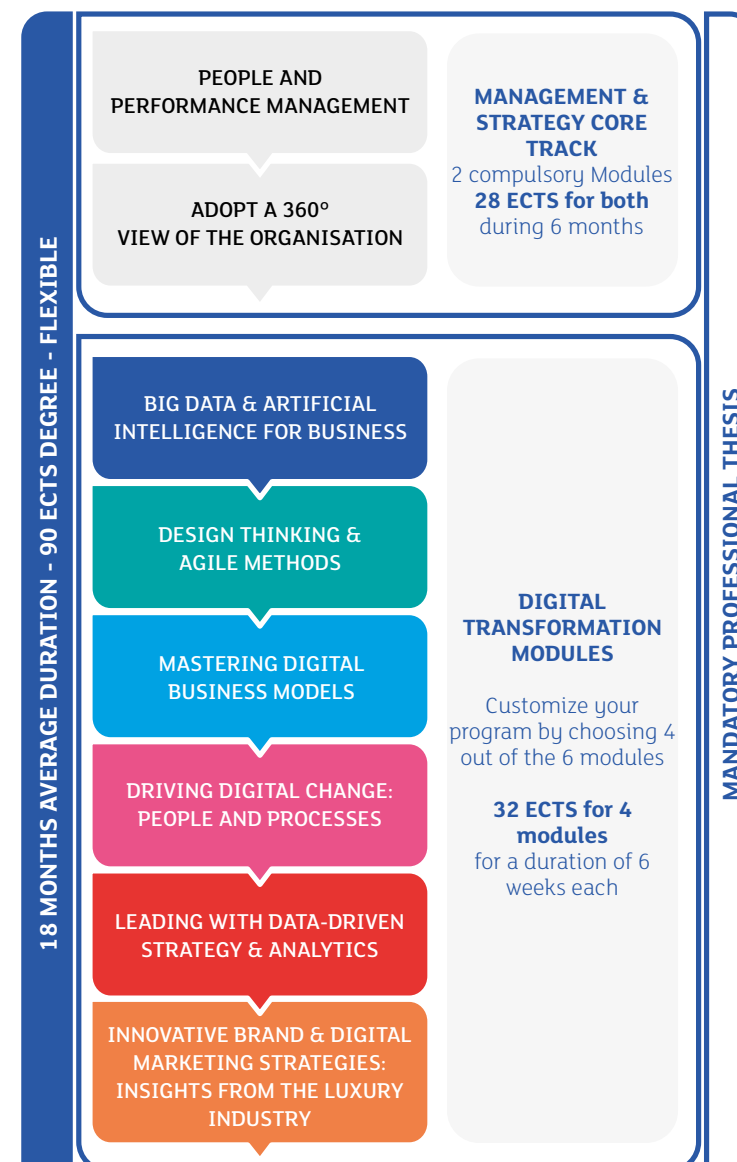 18 MONTHS AVERAGE DURATION - 90 ECTS DEGREE - FLEXIBLE
PEOPLE AND
PERFORMANCE MANAGEMENT
ADOPT A 360°
VIEW OF THE ORGANISATION
MANAGEMENT &
STRATEGY CORE
TRACK
2 compulsory Modules
28 ECTS for both
during 6 months
BIG DATA & ARTIFICIAL
INTELLIGENCE FOR BUSINESS
DESIGN THINKING &
AGILE METHODS
MASTERING DIGITAL
BUSINESS MODELS
DRIVING DIGITAL CHANGE:
PEOPLE AND PROCESSES
LEADING WITH DATA-DRIVEN
STRATEGY & ANALYTICS
INNOVATIVE BRAND & DIGITAL
MARKETING STRATEGIES:
INSIGHTS FROM THE LUXURY
INDUSTRY
DIGITAL
TRANSFORMATION
MODULES
Customize your
program by choosing 4
out of the 6 modules
32 ECTS for 4
modules
for a duration of 6
weeks each
MANDATORY PROFESSIONAL THESIS